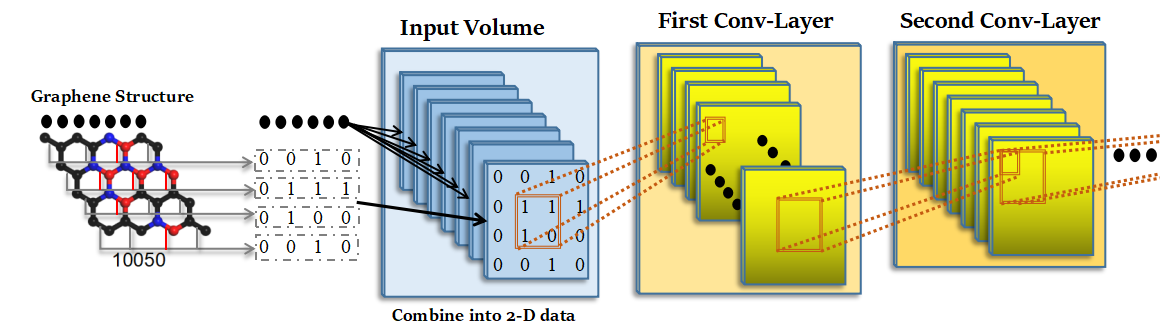 Input Volume
First Conv-Layer
Second Conv-Layer
Graphene Structure
0 0 1 0
0 1 1 1
0 1 0 0
0 0 1 0
10050
0 0 1 0
0 1 1 1
0 1 0 0
0 0 1 0
Combine into 2-D data